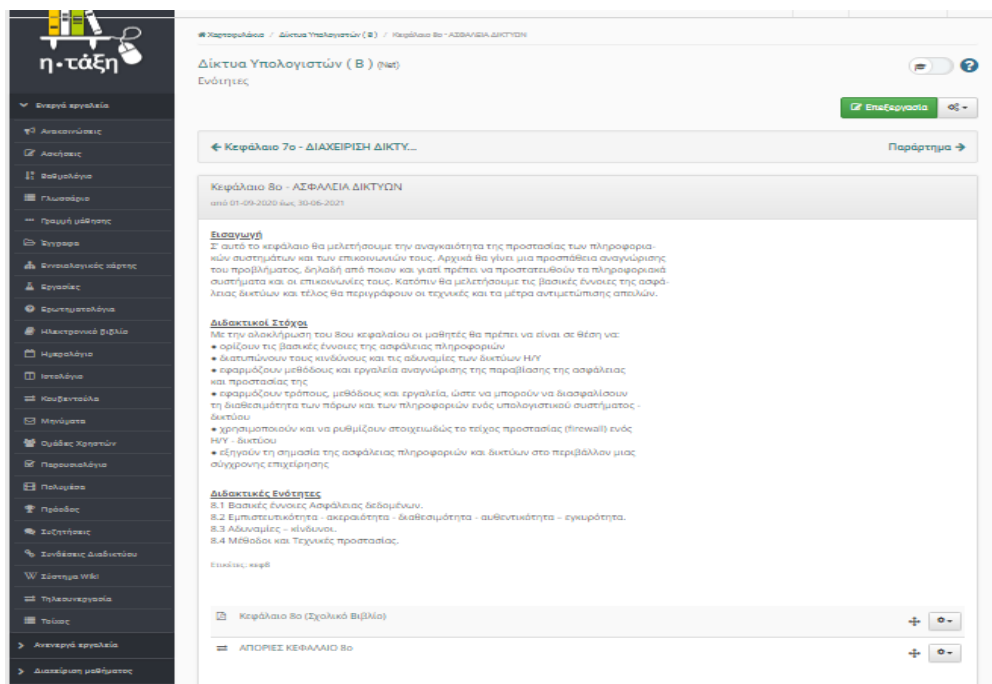 η·τάξη
Ενεργά εργαλεία
Ανακοινώσεις
Ασκήσεις
Βαθμολόγιο
Γλωσσάριο
Γραμμή μάθησης
Έγγραφα
Εννοιολογικός χάρτης
Εργασίες
Ερωτηματολόγια
Ηλεκτρονικό βιβλίο
Ημερολόγιο
Ιστολόγιο
Κουβεντούλα
Μηνύματα
Ομάδες Χρηστών
Παρουσιολόγιο
Πολυμέσα
Πρόοδος
Συζητήσεις
Συνδέσεις Διαδικτύου
Σύστημα Wiki
Τηλεσυνεργασία
Τοίχος
Ανενεργά εργαλεία
Διαχείριση μαθήματος
Χαρτοφυλάκιο / Δίκτυα Υπολογιστών ( Β ) / Κεφάλαιο 8ο - ΑΣΦΑΛΕΙΑ ΔΙΚΤΥΩΝ
Δίκτυα Υπολογιστών ( Β ) (Net)
Ενότητες
Επεξεργασία
Κεφάλαιο 7ο - ΔΙΑΧΕΙΡΙΣΗ ΔΙΚΤΥ...
Παράρτημα
Κεφάλαιο 8ο - ΑΣΦΑΛΕΙΑ ΔΙΚΤΥΩΝ
από 01-09-2020 έως 30-06-2021
Εισαγωγή
Σ' αυτό το κεφάλαιο θα μελετήσουμε την αναγκαιότητα της προστασίας των πληροφορια-
κών συστημάτων και των επικοινωνιών τους. Αρχικά θα γίνει μια προσπάθεια αναγνώρισης
του προβλήματος, δηλαδή από ποιον και γιατί πρέπει να προστατευθούν τα πληροφοριακά
συστήματα και οι επικοινωνίες τους. Κατόπιν θα μελετήσουμε τις βασικές έννοιες της ασφά-
λειας δικτύων και τέλος θα περιγράφουν οι τεχνικές και τα μέτρα αντιμετώπισης απειλών.
Διδακτικοί Στόχοι
Με την ολοκλήρωση του 8ου κεφαλαίου οι μαθητές θα πρέπει να είναι σε θέση να:
● ορίζουν τις βασικές έννοιες της ασφάλειας πληροφοριών
● διατυπώνουν τους κινδύνους και τις αδυναμίες των δικτύων Η/Υ
● εφαρμόζουν μεθόδους και εργαλεία αναγνώρισης της παραβίασης της ασφάλειας
και προστασίας της
● εφαρμόζουν τρόπους, μεθόδους και εργαλεία, ώστε να μπορούν να διασφαλίσουν
τη διαθεσιμότητα των πόρων και των πληροφοριών ενός υπολογιστικού συστήματος -
δικτύου
● χρησιμοποιούν και να ρυθμίζουν στοιχειωδώς το τείχος προστασίας (firewall) ενός
Η/Υ - δικτύου
● εξηγούν τη σημασία της ασφάλειας πληροφοριών και δικτύων στο περιβάλλον μιας
σύγχρονης επιχείρησης
Διδακτικές Ενότητες
8.1 Βασικές έννοιες Ασφάλειας δεδομένων.
8.2 Εμπιστευτικότητα - ακεραιότητα - διαθεσιμότητα - αυθεντικότητα – εγκυρότητα.
8.3 Αδυναμίες – κίνδυνοι.
8.4 Μέθοδοι και Τεχνικές προστασίας.
Ετικέτες: κεφ8
Κεφάλαιο 8ο (Σχολικό Βιβλίο)
ΑΠΟΡΙΕΣ ΚΕΦΑΛΑΙΟ 8ο